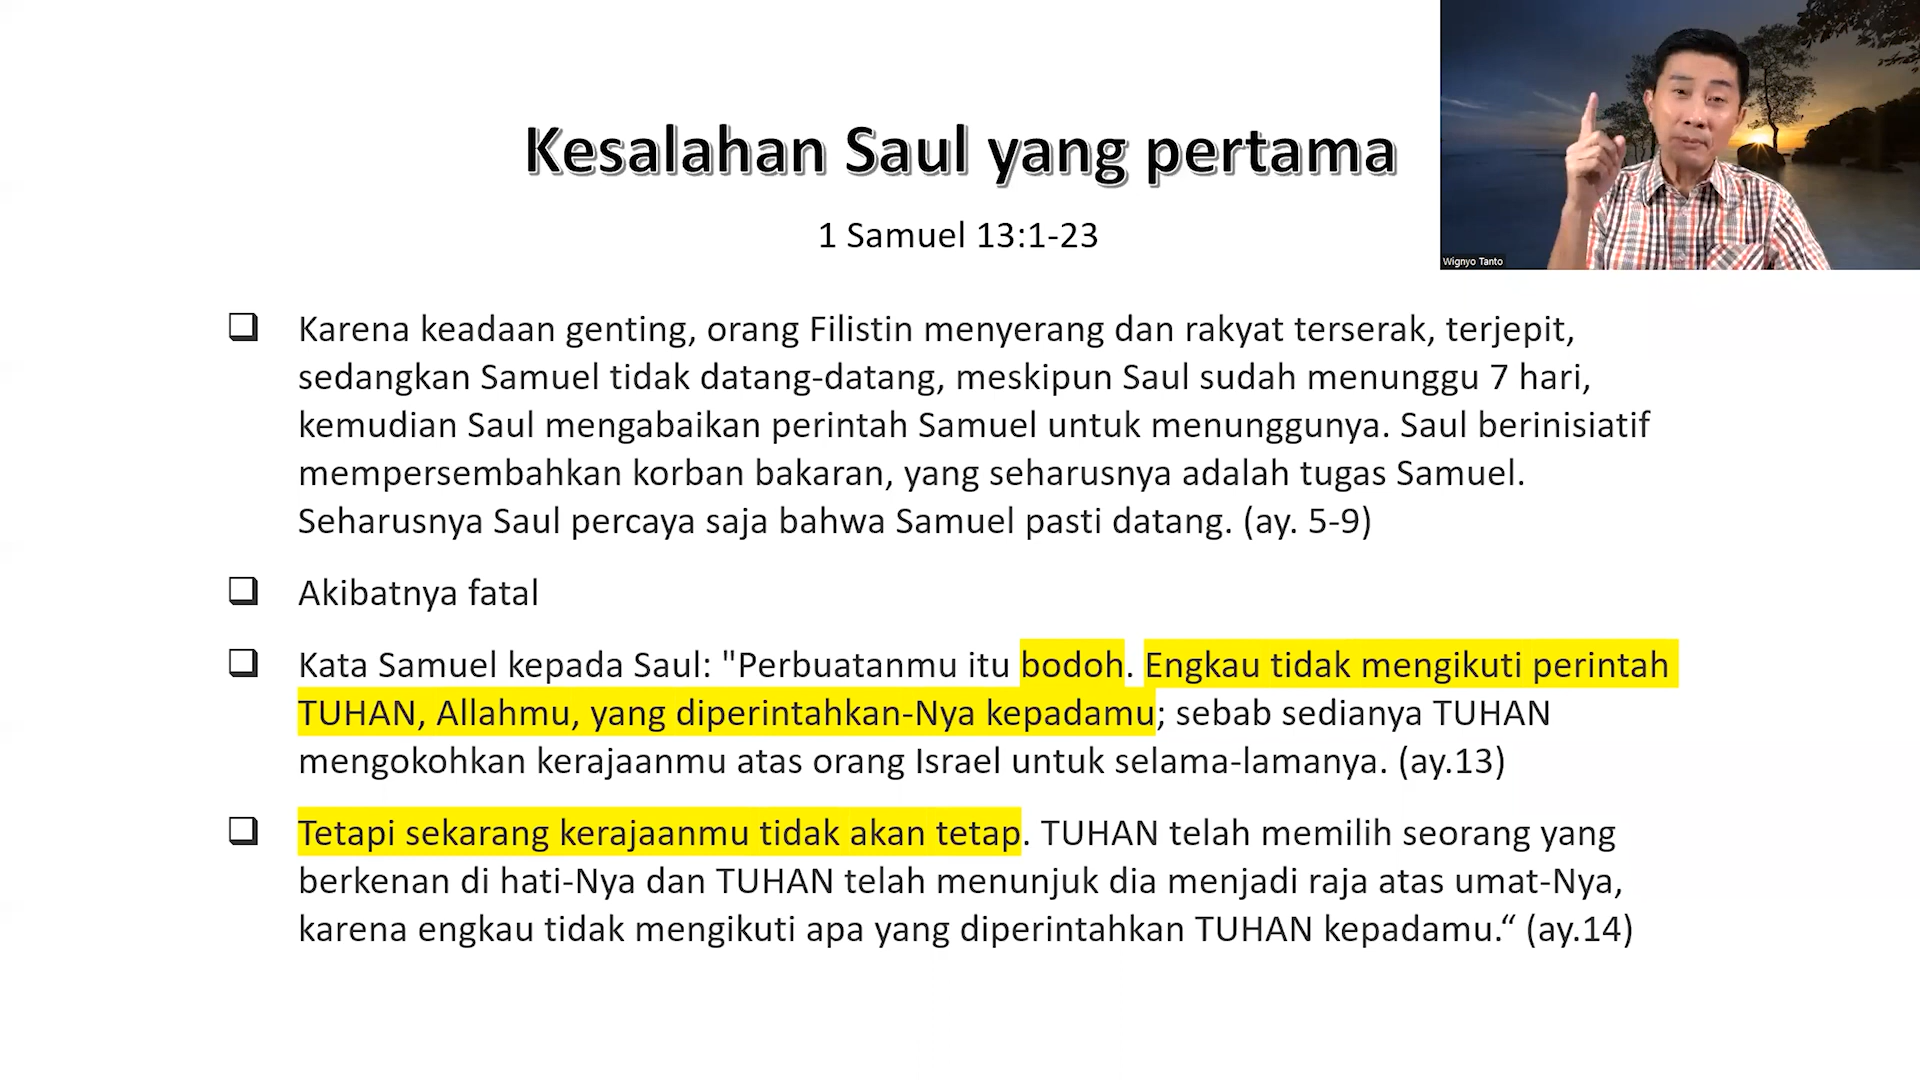 Kesalahan Saul yang pertama
1 Samuel 13:1-23
Wignyo Tanto
❑ Karena keadaan genting, orang Filistin menyerang dan rakyat terserak, terjepit,
sedangkan Samuel tidak datang-datang, meskipun Saul sudah menunggu 7 hari,
kemudian Saul mengabaikan perintah Samuel untuk menunggunya. Saul berinisiatif
mempersembahkan korban bakaran, yang seharusnya adalah tugas Samuel.
Seharusnya Saul percaya saja bahwa Samuel pasti datang. (ay. 5-9)
❑ Akibatnya fatal
❑ Kata Samuel kepada Saul: "Perbuatanmu itu bodoh. Engkau tidak mengikuti perintah
TUHAN, Allahmu, yang diperintahkan-Nya kepadamu; sebab sedianya TUHAN
mengokohkan kerajaanmu atas orang Israel untuk selama-lamanya. (ay.13)
❑ Tetapi sekarang kerajaanmu tidak akan tetap. TUHAN telah memilih seorang yang
berkenan di hati-Nya dan TUHAN telah menunjuk dia menjadi raja atas umat-Nya,
karena engkau tidak mengikuti apa yang diperintahkan TUHAN kepadamu.“ (ay.14)